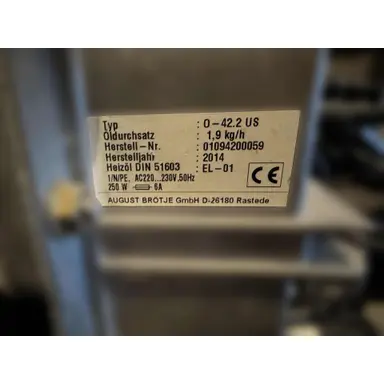 Typ : O-42.2 US
Öldurchsatz : 1,9 kg/h
Herstell-Nr. : 01094200059
Herstelljahr : 2014
Heizöl DIN 51603 : EL-01
1/N/PE, AC220...230V,50Hz
250 W 6A
CE
AUGUST BRÖTJE GmbH D-26180 Rastede